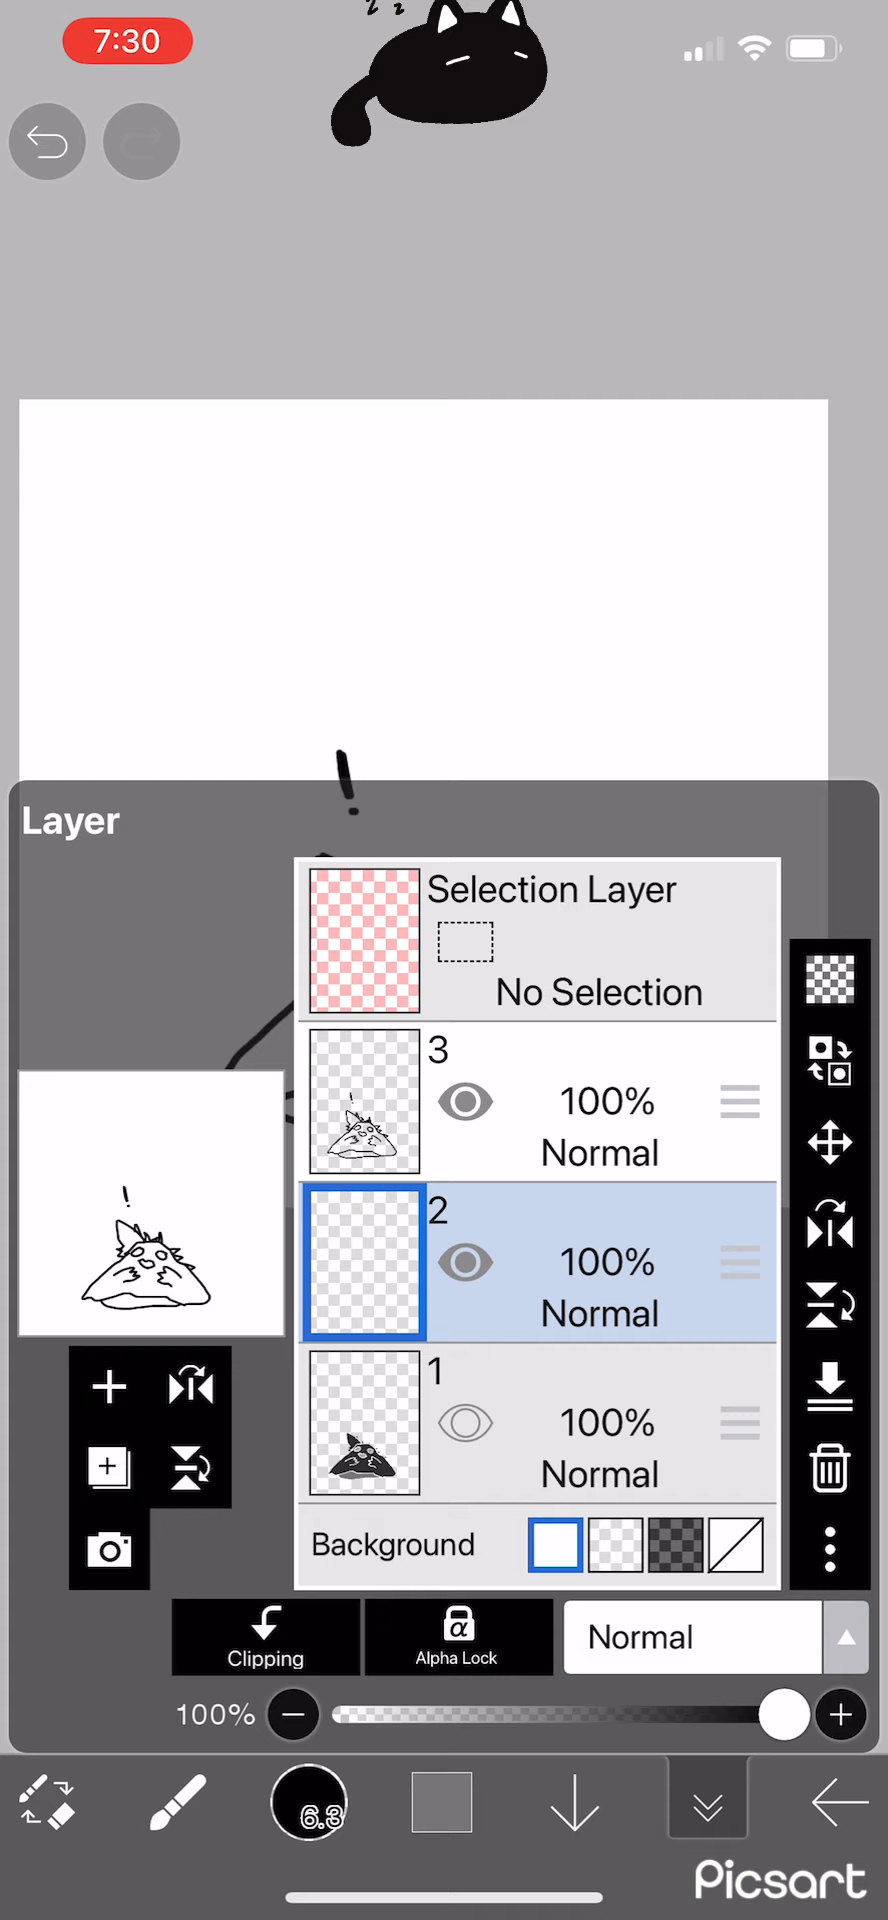 z z
7:30
!
Layer
Selection Layer
No Selection
3
100%
Normal
!
2
100%
Normal
1
100%
Normal
Background
Clipping
α
Alpha Lock
Normal
100%
6.3
Picsart